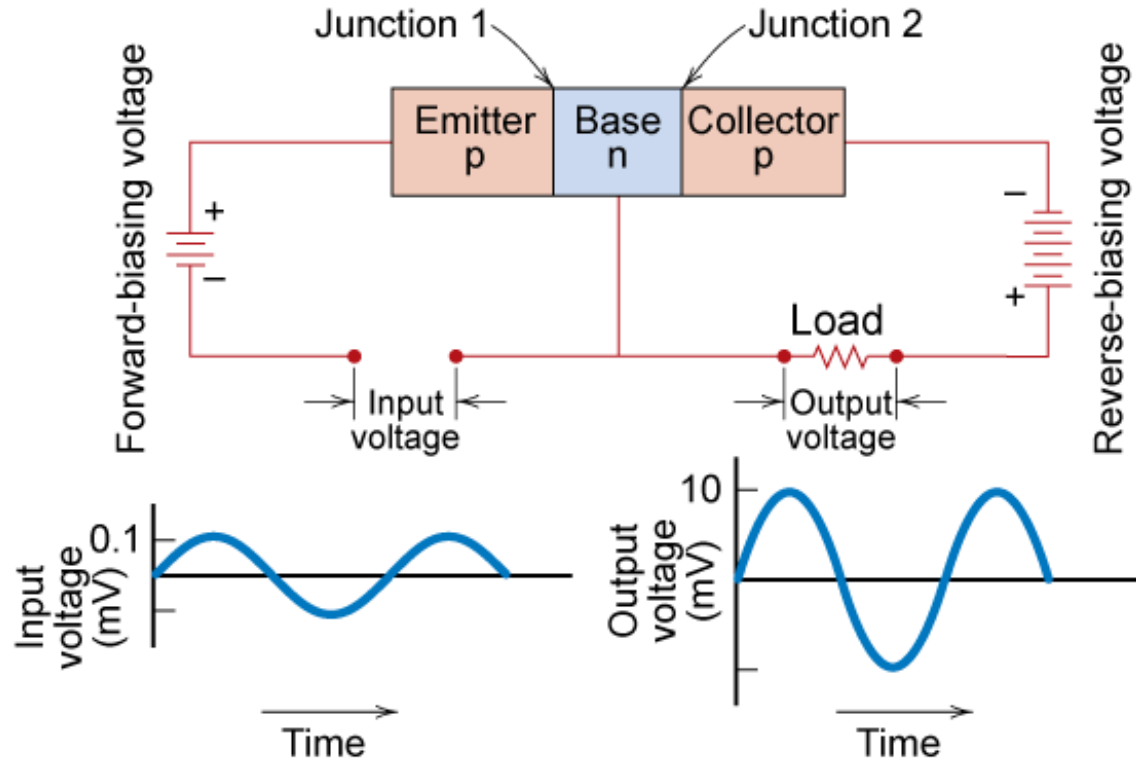 Junction 1
Junction 2
Emitter
p
Base
n
Collector
p
Forward-biasing voltage
+
–
Reverse-biasing voltage
–
+
Load
Input
voltage
Output
voltage
Input
voltage
(mV)
0.1
Time
Output
voltage
(mV)
10
Time